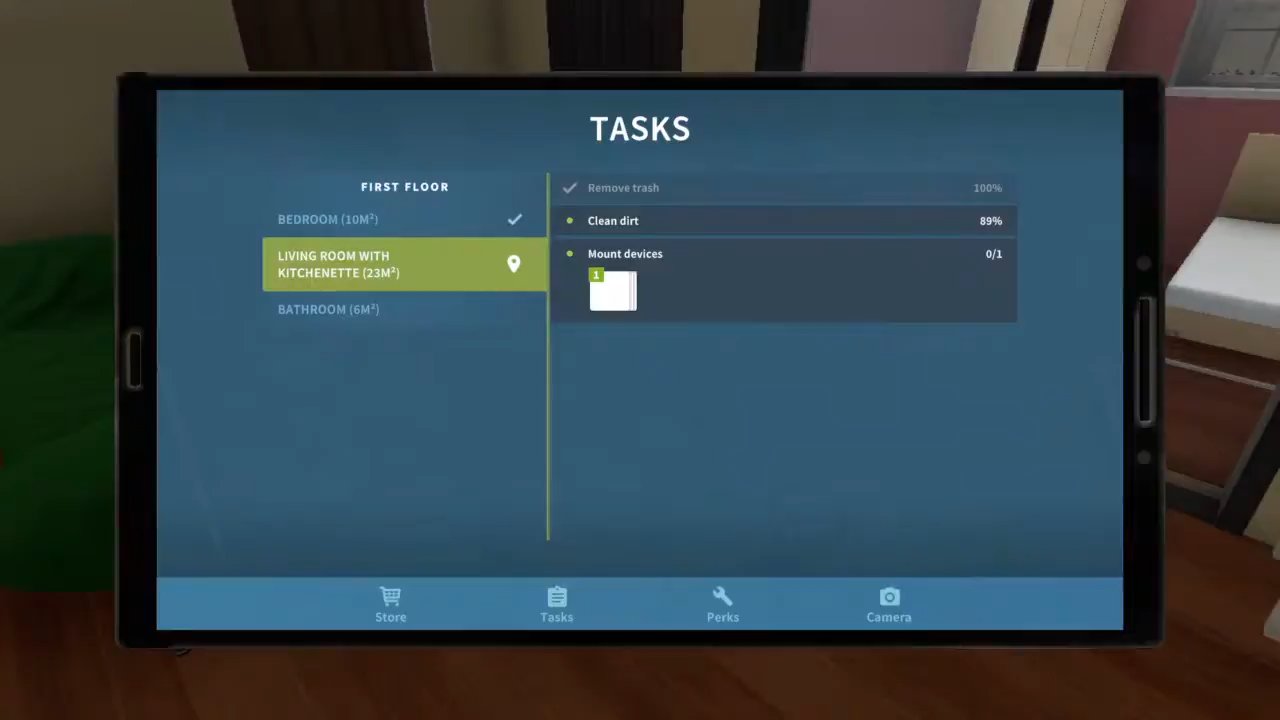 TASKS
FIRST FLOOR
BEDROOM (10M²)
LIVING ROOM WITH
KITCHENETTE (23M²)
BATHROOM (6M²)
Remove trash 100%
Clean dirt 89%
Mount devices 0/1
1
Store Tasks Perks Camera